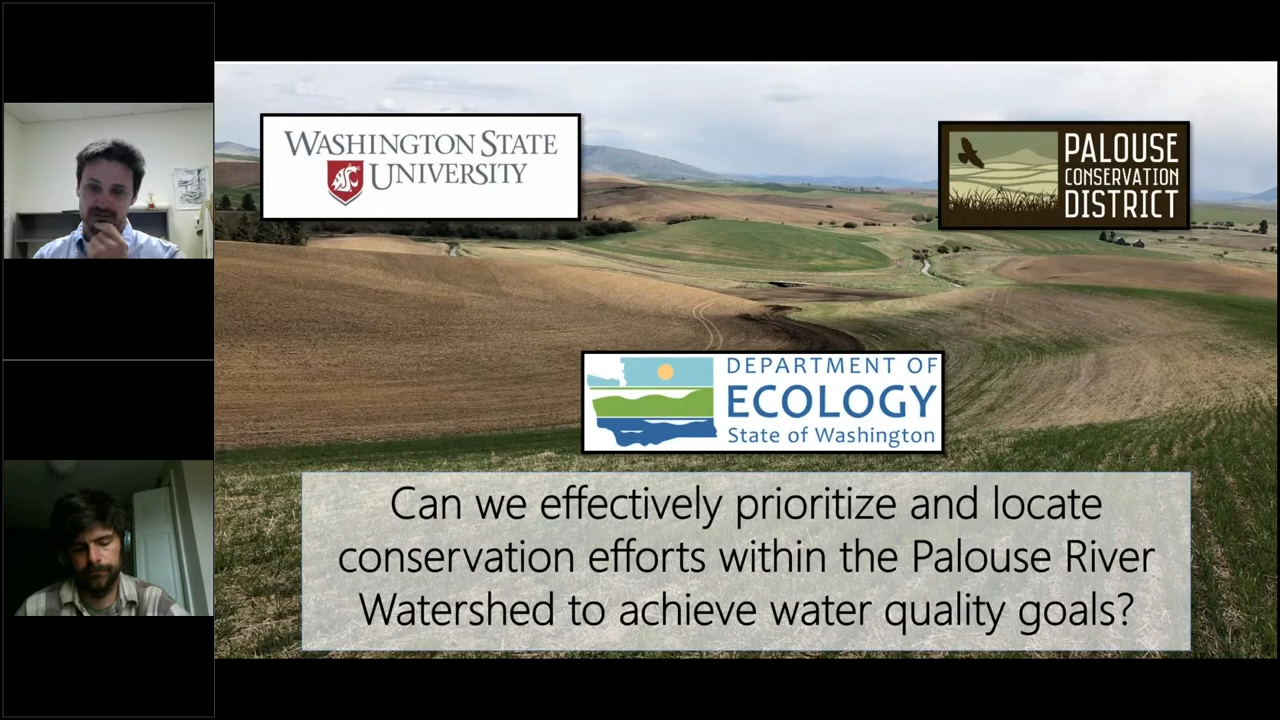 WASHINGTON STATE
UNIVERSITY
PALOUSE
CONSERVATION
DISTRICT
DEPARTMENT OF
ECOLOGY
State of Washington
Can we effectively prioritize and locate
conservation efforts within the Palouse River
Watershed to achieve water quality goals?